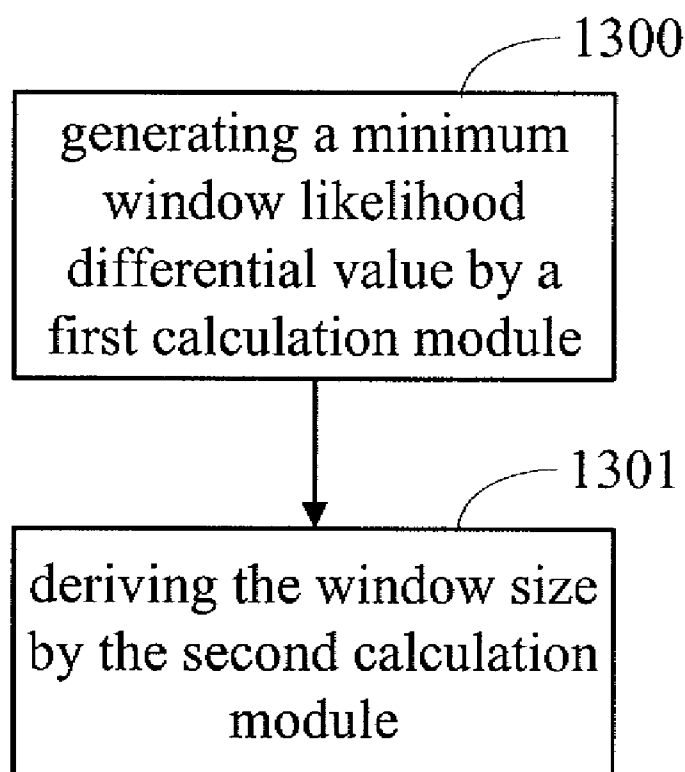 1300
generating a minimum
window likelihood
differential value by a
first calculation module
1301
deriving the window size
by the second calculation
module